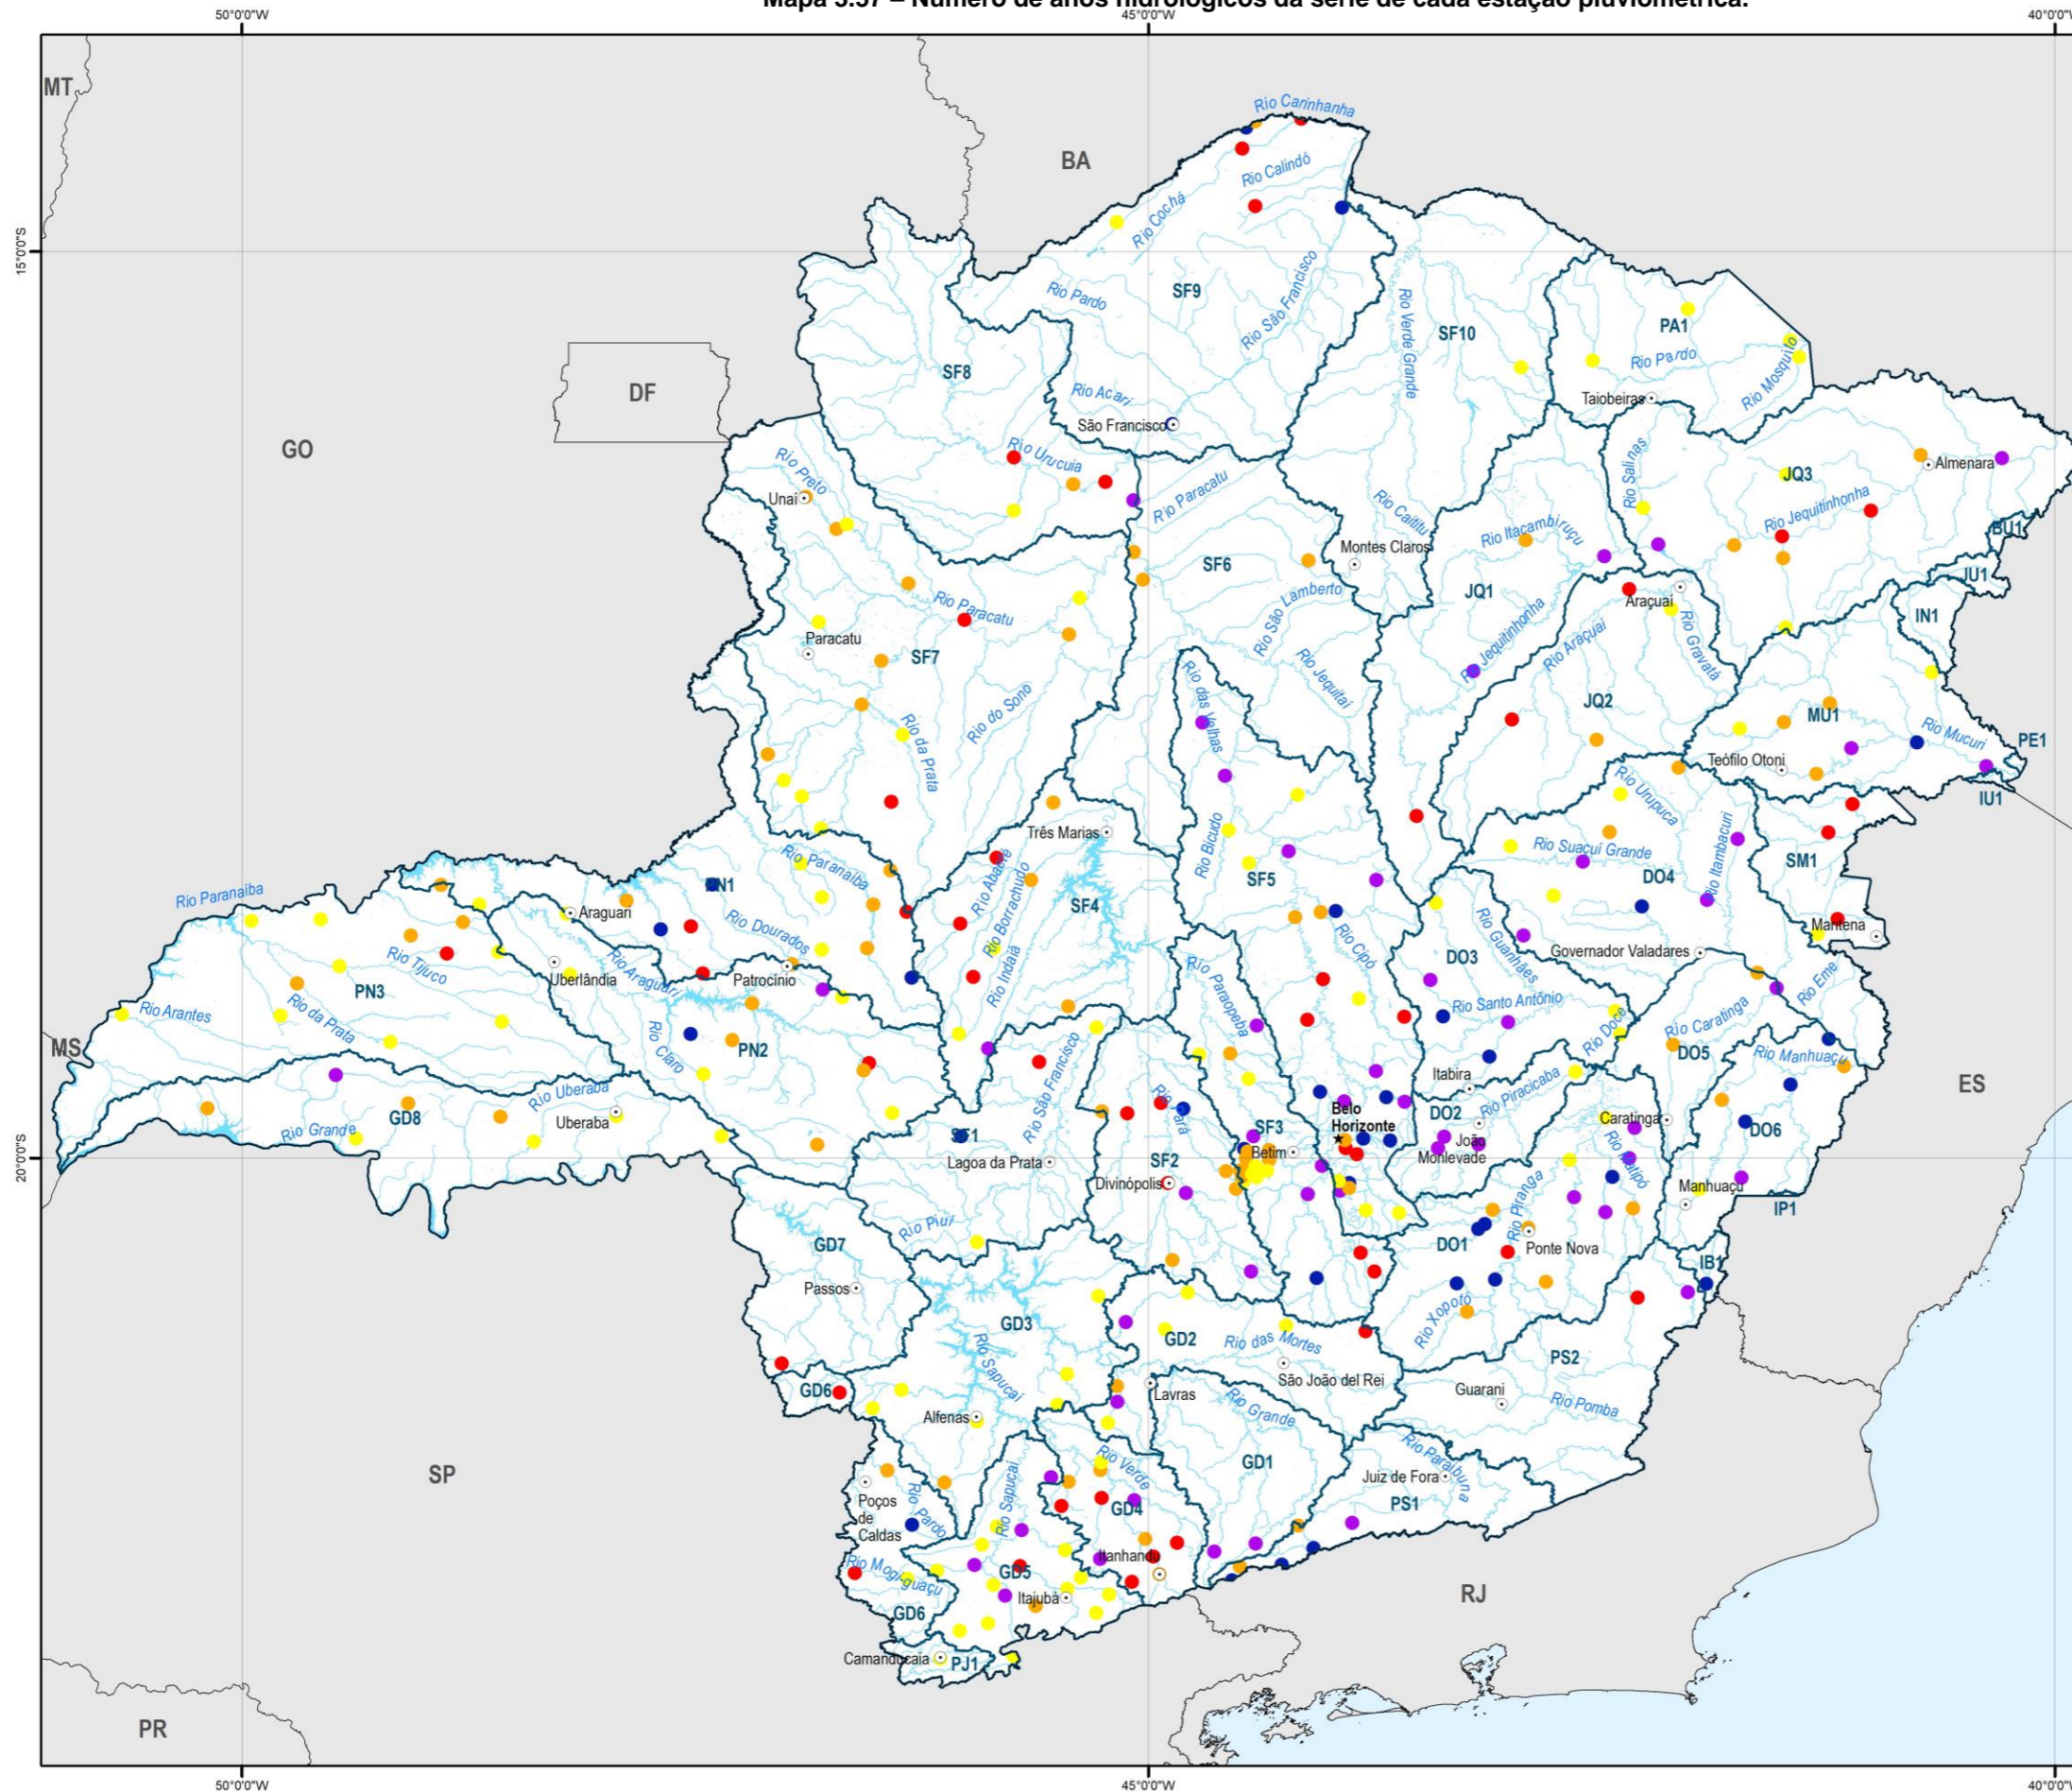 Mapa 3.57 – Número de anos hidrológicos da série de cada estação pluviométrica.
50°0'0"W
45°0'0"W
40°0'0"W
MT
Rio Carinhanha
BA
Rio Calindó
Rio Cochá
15°0'0"S
SF9
Rio Pardo
Rio São Francisco
Rio Verde Grande
SF10
PA1
Rio Pardo
Rio Mosquito
SF8
DF
Rio Acari
Taiobeiras
São Francisco
GO
Rio Urucuia
Rio Preto
Unaí
Rio Paracatu
Rio Salinas
JQ3
Almenara
Rio Jequitinhonha
Rio Caititu
Rio Itacambiruçu
BU1
Montes Claros
SF6
JU1
JQ1
Araçuaí
Rio Paracatu
Rio São Lamberto
IN1
Paracatu
SF7
Rio Jequitinhonha
Rio Araçuaí
Rio Gravatá
Rio Jequitaí
Rio das Velhas
Rio do Sono
JQ2
MU1
Rio da Prata
Rio Mucuri
PE1
Teófilo Otoni
Rio Urupuca
IU1
Três Marias
Rio Bicudo
Rio Suaçuí Grande
Rio Itambacuri
SM1
Rio Paranaíba
Rio Abaeté
Rio Borrachudo
SF5
DO4
PN1
Rio Paranaíba
SF4
Araguari
Rio Dourados
Mantena
Rio Cipó
Rio Guanhães
DO3
Governador Valadares
Rio Tijuco
Uberlândia
Rio Araguari
Patrocínio
Rio Indaiá
Rio Paraopeba
Rio Eme
PN3
Rio Arantes
Rio da Prata
Rio Santo Antônio
Rio Doce
Rio Caratinga
MS
Rio Claro
PN2
Rio São Francisco
DO5
Rio Manhuaçu
Itabira
ES
GD8
Rio Uberaba
Rio Pará
Belo
Horizonte
DO2
Rio Piracicaba
Caratinga
Rio Grande
Uberaba
SF1
SF3
João
Monlevade
DO6
20°0'0"S
Lagoa da Prata
SF2
Betim
Rio Matipó
Divinópolis
Manhuaçu
Rio Piuí
Rio Piranga
IP1
GD7
DO1
Ponte Nova
IB1
Passos
Rio Xopotó
GD3
GD2
Rio das Mortes
PS2
Rio Sapucaí
GD6
São João del Rei
Guarani
Lavras
Rio Grande
Rio Pomba
Alfenas
SP
Rio Verde
GD1
Rio Paraibuna
Juiz de Fora
PS1
Poços
de
Caldas
Rio Pardo
Rio Sapucaí
GD4
Itanhandu
Rio Mogi-guaçu
GD5
Itajubá
RJ
GD6
Camanducaia
PJ1
PR
50°0'0"W
45°0'0"W
40°0'0"W